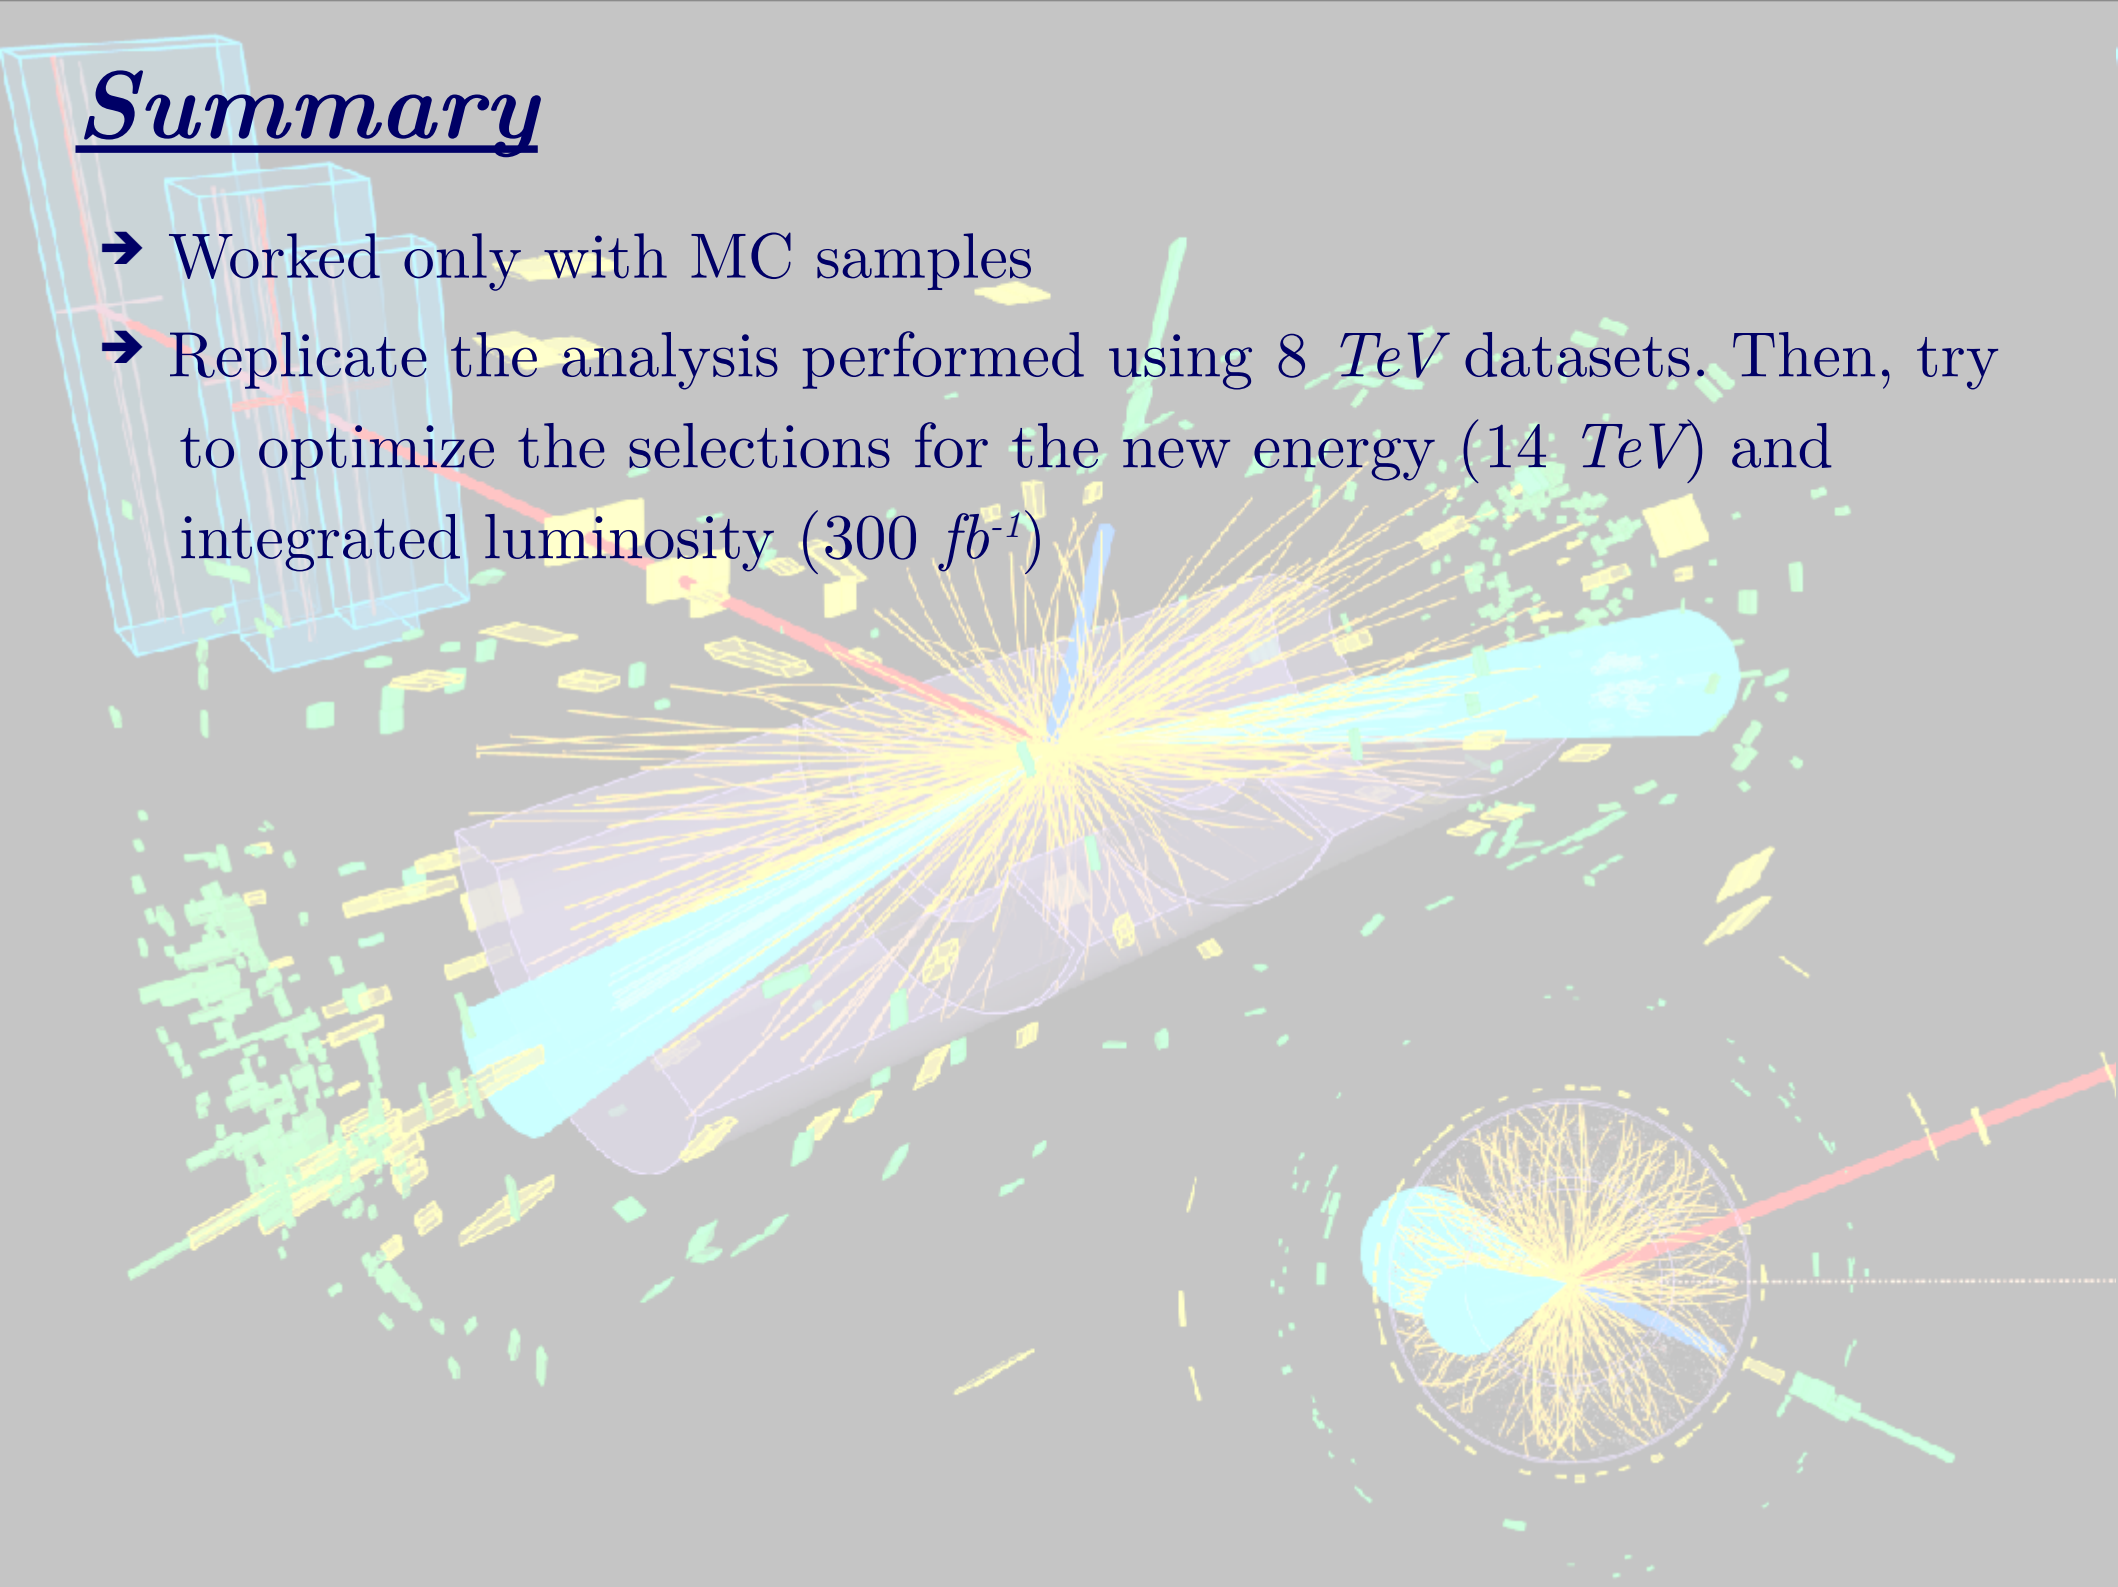 Summary
➔ Worked only with MC samples
➔ Replicate the analysis performed using 8 TeV datasets. Then, try
to optimize the selections for the new energy (14 TeV) and
integrated luminosity (300 fb⁻¹)